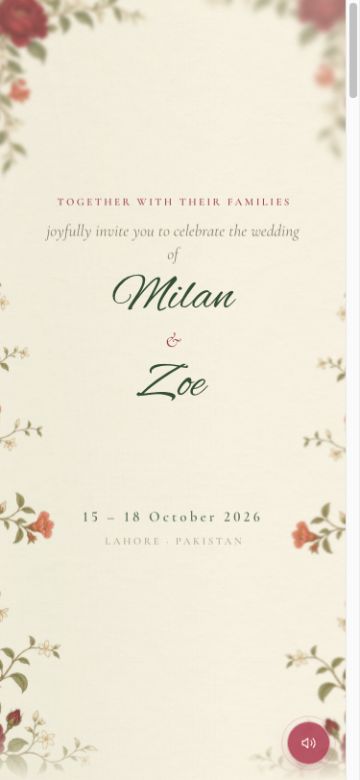 TOGETHER WITH THEIR FAMILIES
joyfully invite you to celebrate the wedding
of
Milan
&
Zoe
15 – 18 October 2026
LAHORE · PAKISTAN